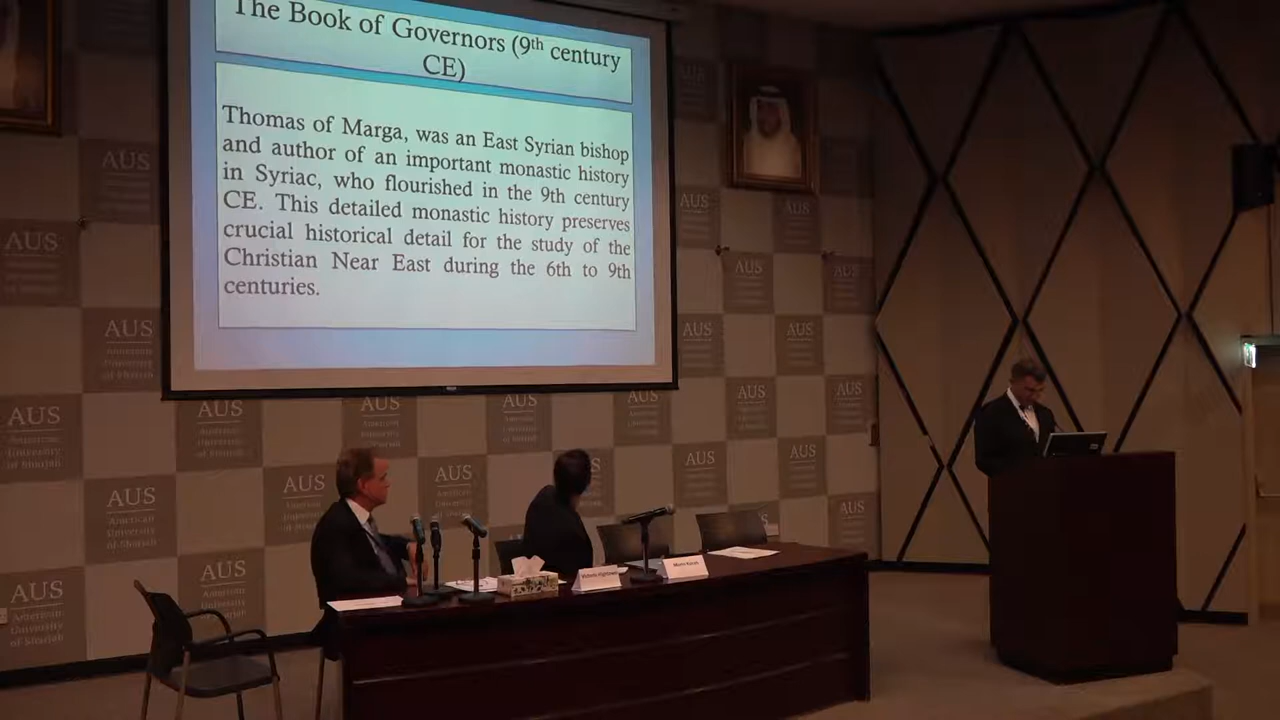 The Book of Governors (9th century
CE)
Thomas of Marga, was an East Syrian bishop
and author of an important monastic history
in Syriac, who flourished in the 9th century
CE. This detailed monastic history preserves
crucial historical detail for the study of the
Christian Near East during the 6th to 9th
centuries.
AUS
American
University
of Sharjah